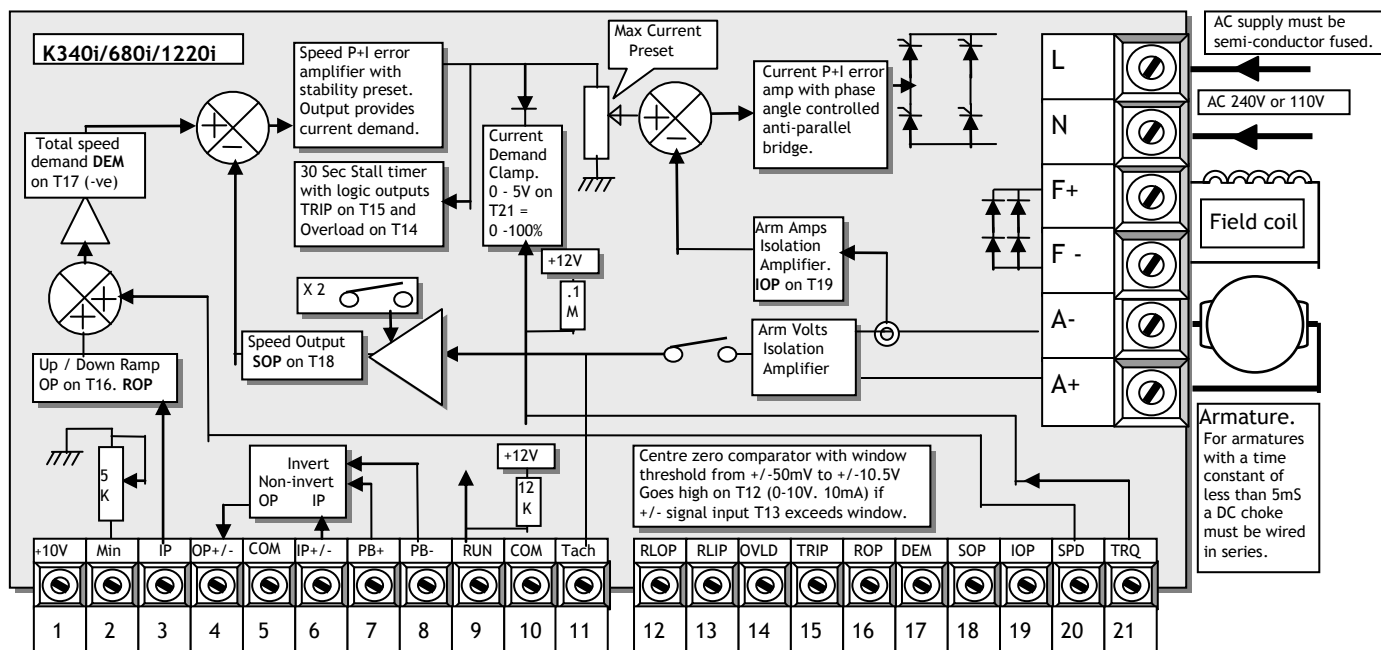 K340i/680i/1220i
Speed P+I error
amplifier with
stability preset.
Output provides
current demand.
Max Current
Preset
Current P+I error
amp with phase
angle controlled
anti-parallel
bridge.
AC supply must be
semi-conductor fused.
AC 240V or 110V
L
N
F+
F -
A-
A+
Field coil
Total speed
demand DEM
on T17 (-ve)
30 Sec Stall timer
with logic outputs
TRIP on T15 and
Overload on T14
Current
Demand
Clamp.
0 - 5V on
T21 =
0 -100%
+12V
.1
M
Arm Amps
Isolation
Amplifier.
IOP on T19
X 2
Speed Output
SOP on T18
Arm Volts
Isolation
Amplifier
Up / Down Ramp
OP on T16. ROP
5
K
Invert
Non-invert
OP IP
+12V
12
K
Centre zero comparator with window
threshold from +/-50mV to +/-10.5V
Goes high on T12 (0-10V. 10mA) if
+/- signal input T13 exceeds window.
Armature.
For armatures
with a time
constant of
less than 5mS
a DC choke
must be wired
in series.
+10V Min IP OP+/- COM IP+/- PB+ PB- RUN COM Tach RLOP RLIP OVLD TRIP ROP DEM SOP IOP SPD TRQ
1 2 3 4 5 6 7 8 9 10 11 12 13 14 15 16 17 18 19 20 21